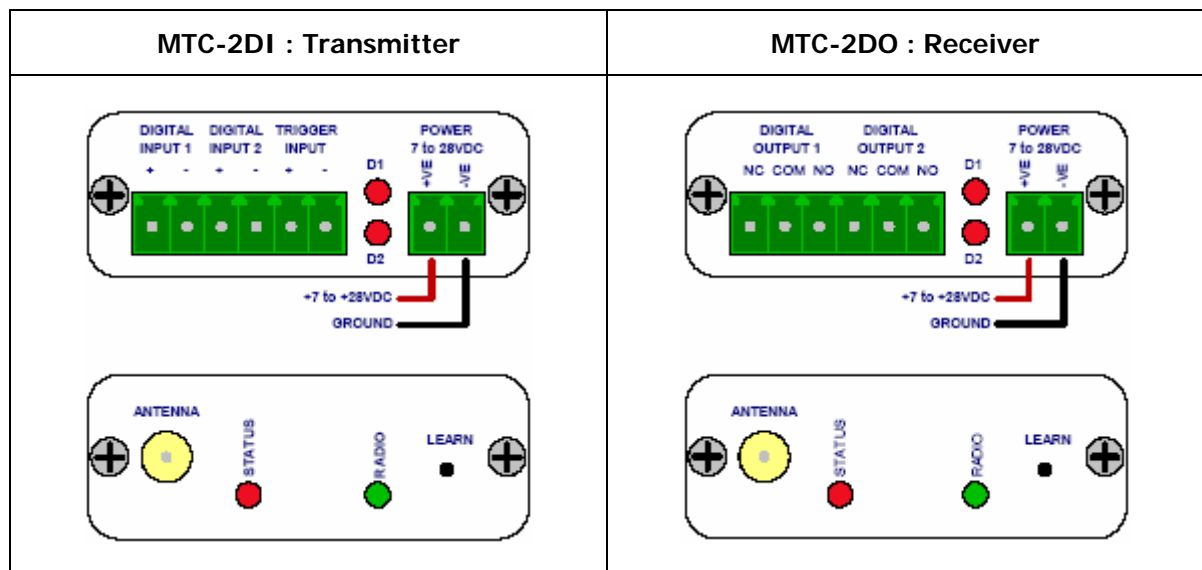 MTC-2DI : Transmitter
DIGITAL INPUT 1
DIGITAL INPUT 2
TRIGGER INPUT
+ - + - + -
D1
D2
POWER
7 to 28VDC
+VE
-VE
+7 to +28VDC
GROUND
ANTENNA
STATUS
RADIO
LEARN
MTC-2DO : Receiver
DIGITAL OUTPUT 1
DIGITAL OUTPUT 2
NC COM NO NC COM NO
D1
D2
POWER
7 to 28VDC
+VE
-VE
+7 to +28VDC
GROUND
ANTENNA
STATUS
RADIO
LEARN